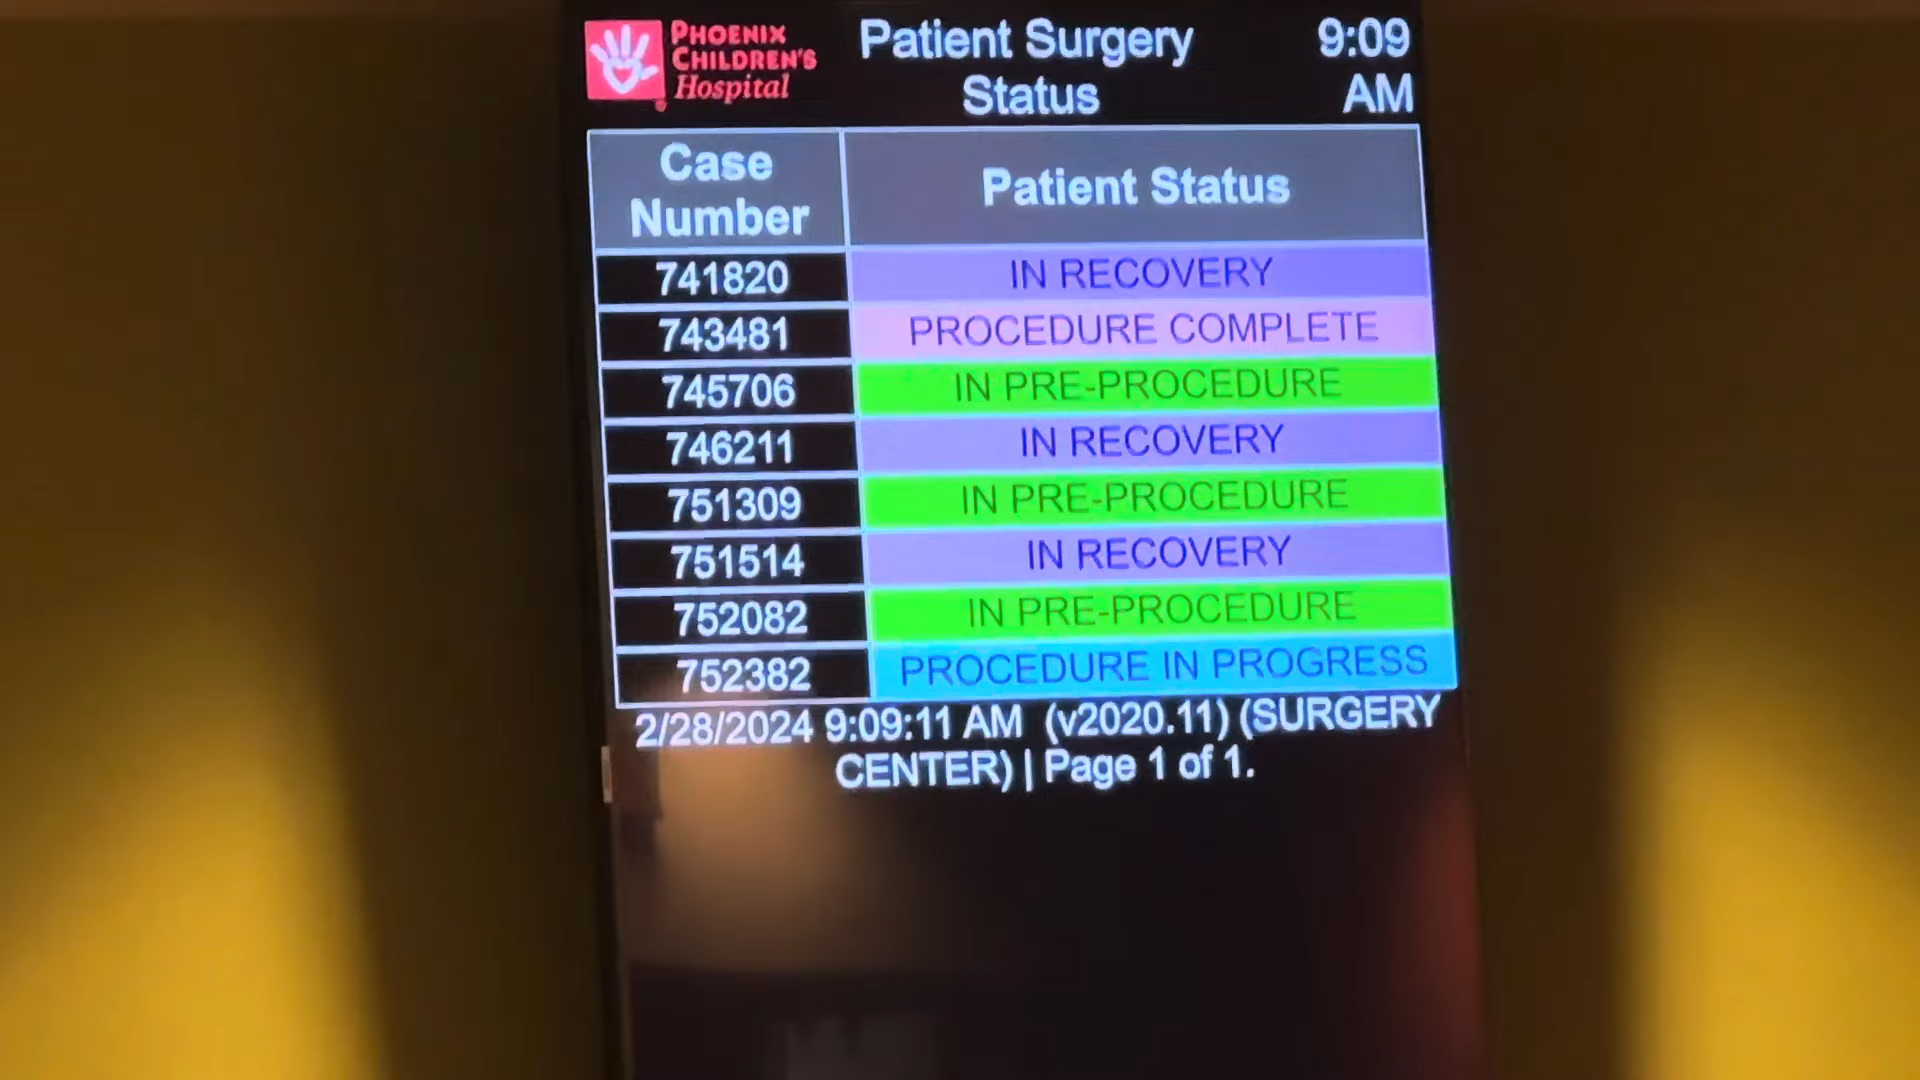 PHOENIX
CHILDREN'S
Hospital
Patient Surgery
Status
9:09
AM
Case
Number
Patient Status
741820 IN RECOVERY
743481 PROCEDURE COMPLETE
745706 IN PRE-PROCEDURE
746211 IN RECOVERY
751309 IN PRE-PROCEDURE
751514 IN RECOVERY
752082 IN PRE-PROCEDURE
752382 PROCEDURE IN PROGRESS
2/28/2024 9:09:11 AM (v2020.11) (SURGERY
CENTER) | Page 1 of 1.